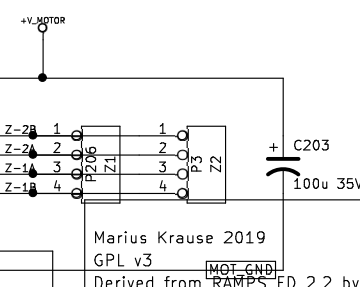 +V_MOTOR
Z-2B 1 1
Z-2A 2 2
Z-1A 3 3
Z-1B 4 4
P206
Z1
P3
Z2
+ C203
100u 35V
Marius Krause 2019
GPL v3
MOT_GND
Derived from RAMPS FD 2.2 by